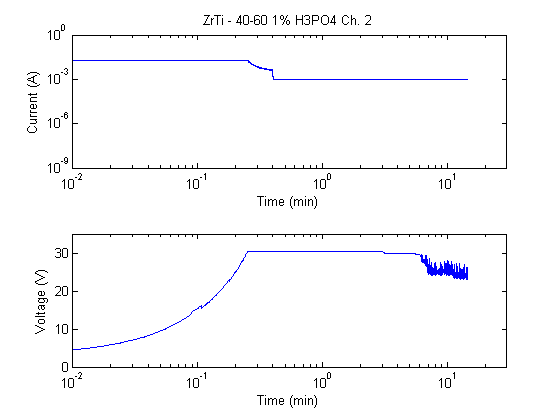 ZrTi - 40-60 1% H3PO4 Ch. 2
10^0
10^-3
10^-6
10^-9
Current (A)
10^-2 10^-1 10^0 10^1
Time (min)
30
20
10
0
Voltage (V)
10^-2 10^-1 10^0 10^1
Time (min)